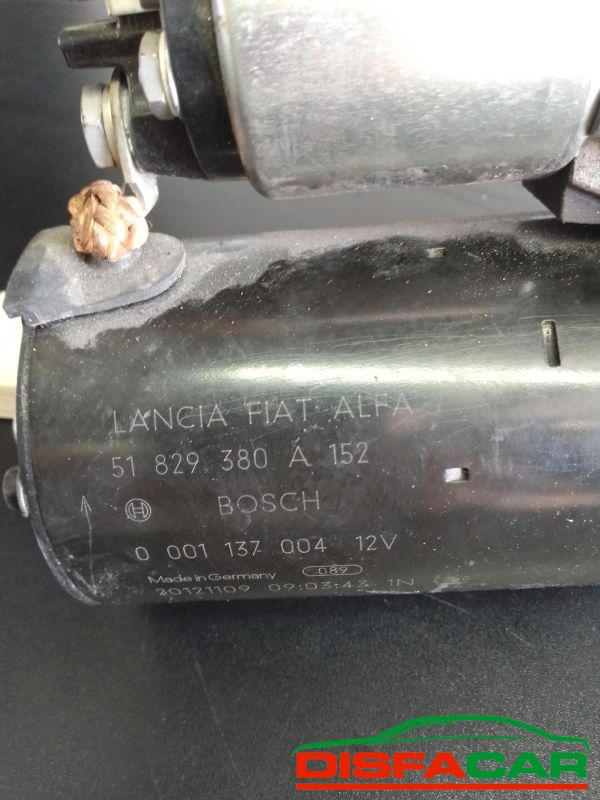 LANCIA FIAT ALFA
51 829 380 A 152
BOSCH
0 001 137 004 12V
Made in Germany 089
20121109 09:03:43 1N
DISFACAR